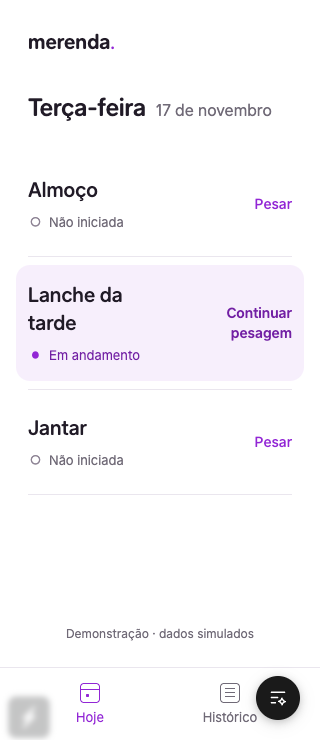 merenda.
Terça-feira 17 de novembro
Almoço
Não iniciada
Pesar
Lanche da
tarde
Em andamento
Continuar
pesagem
Jantar
Não iniciada
Pesar
Demonstração · dados simulados
Hoje
Histórico